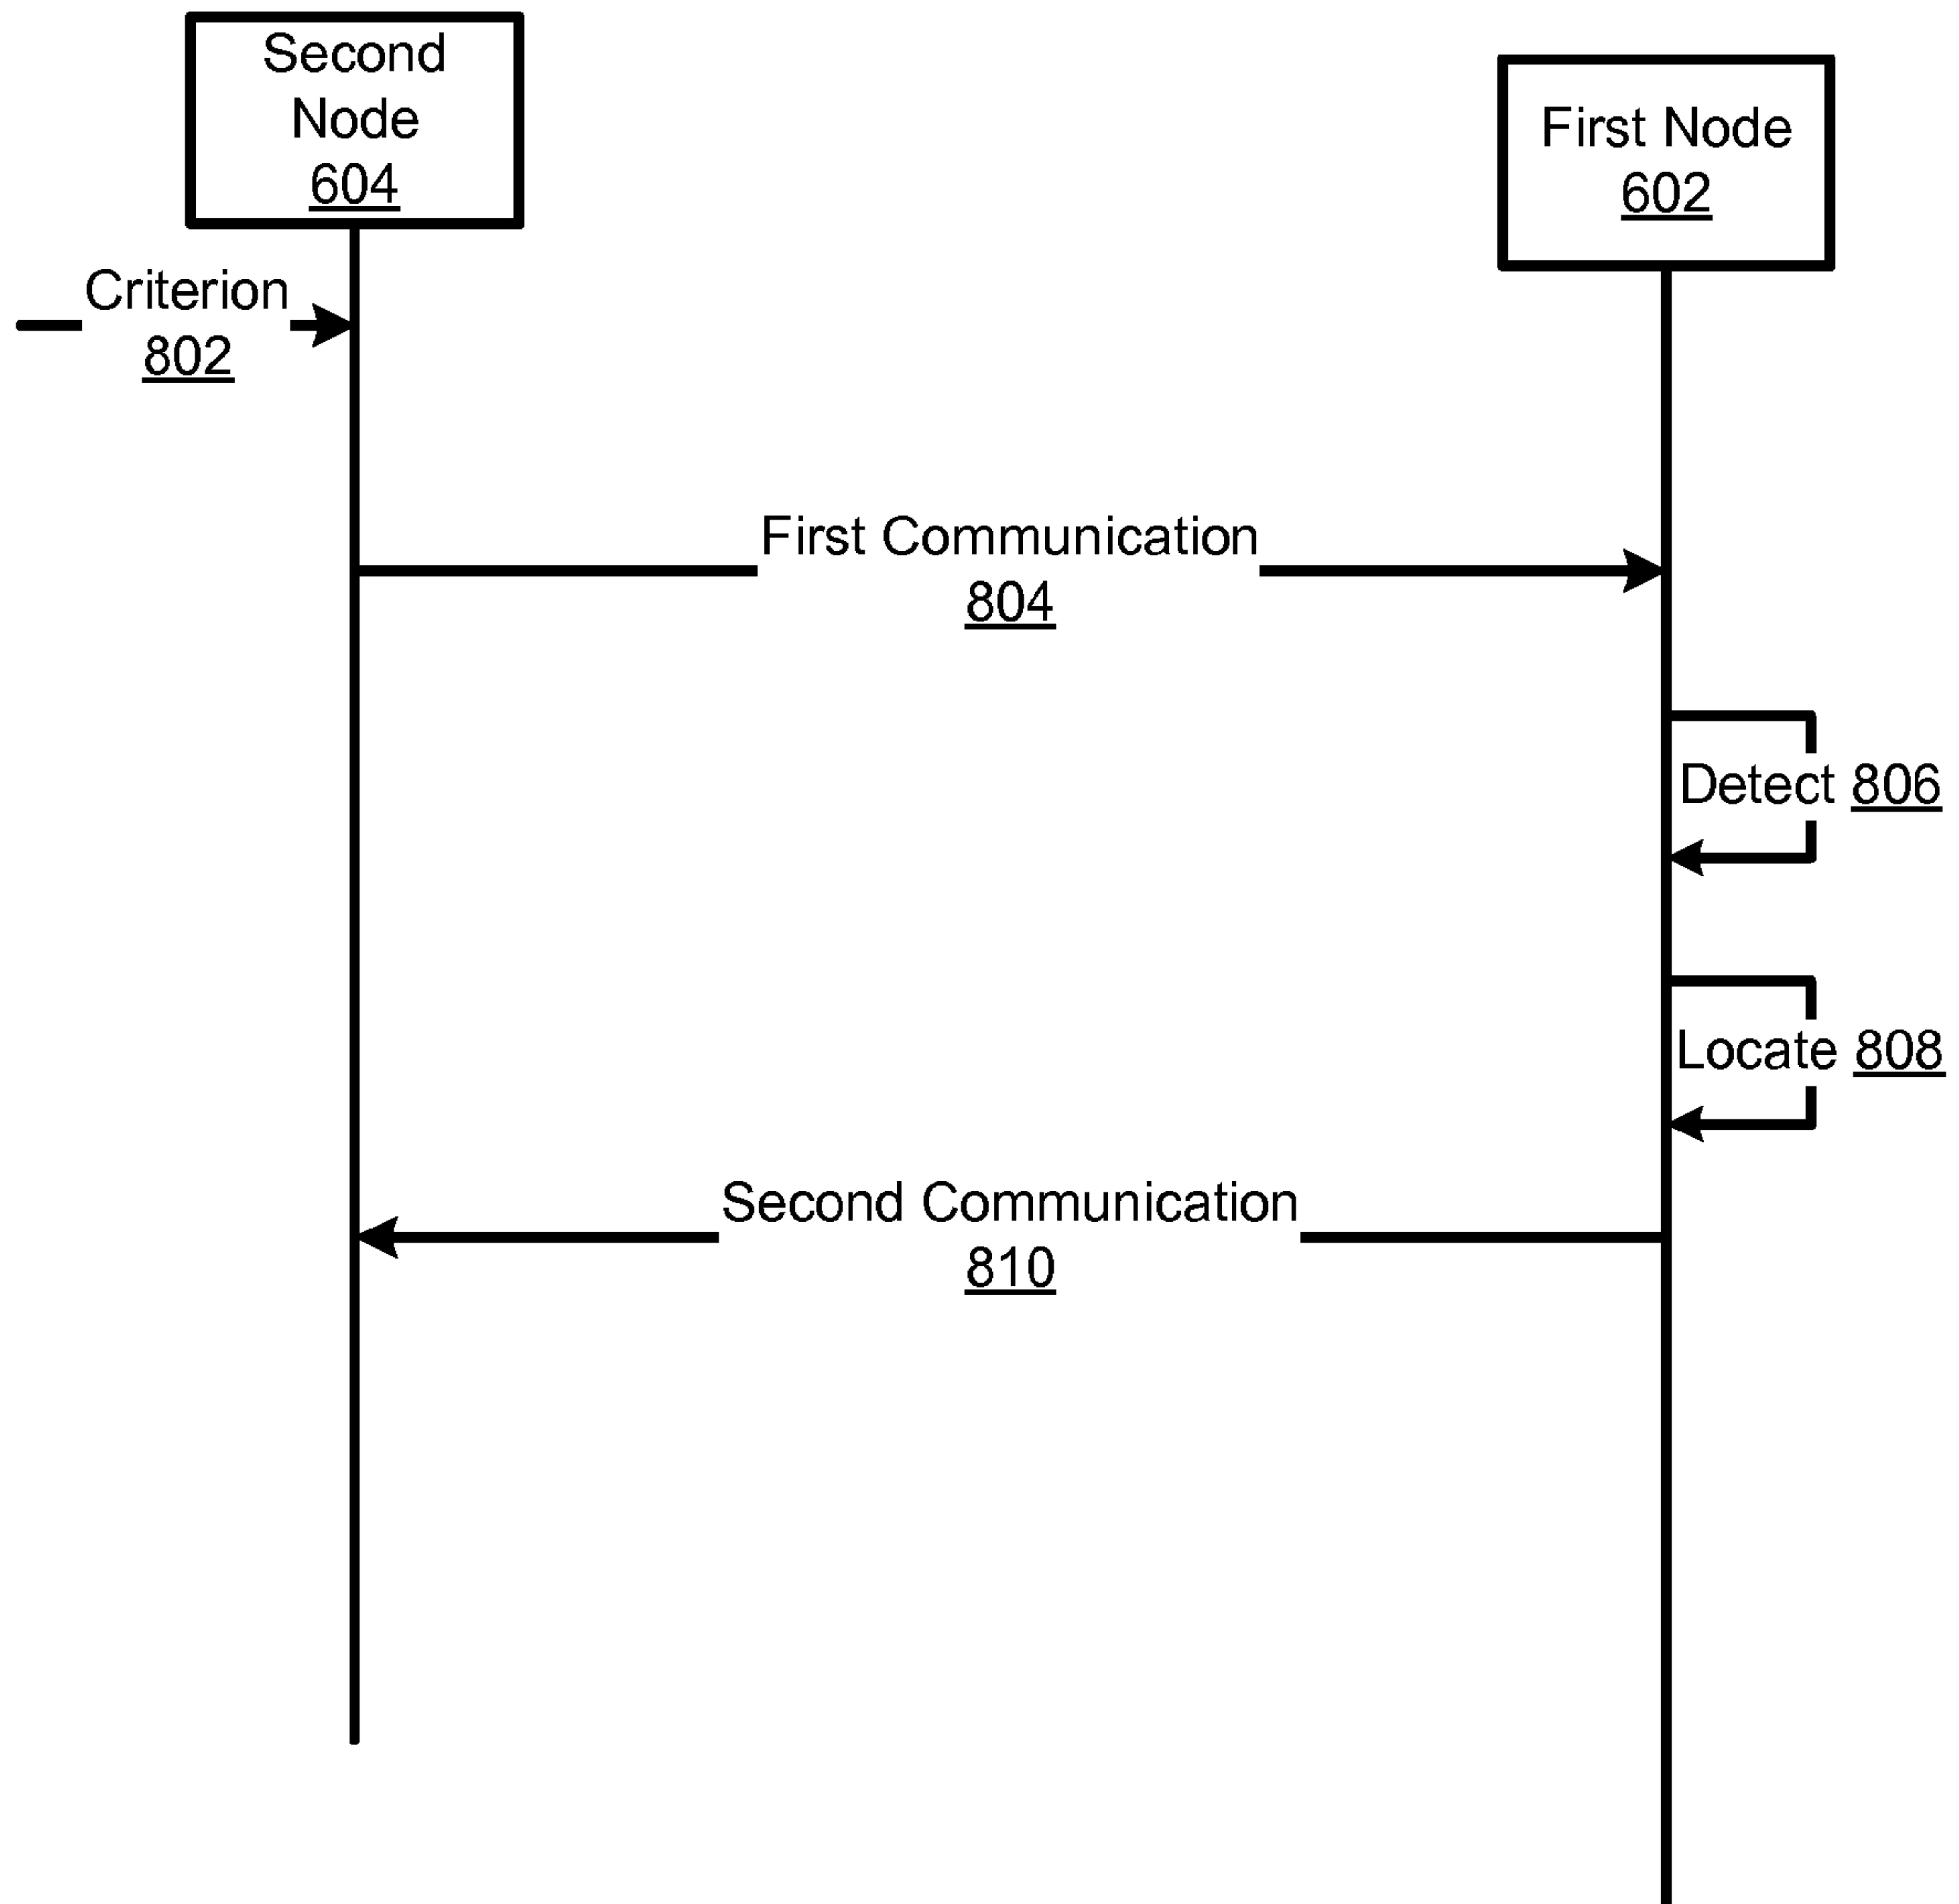 Second
Node
604
First Node
602
Criterion
802
First Communication
804
Detect 806
Locate 808
Second Communication
810